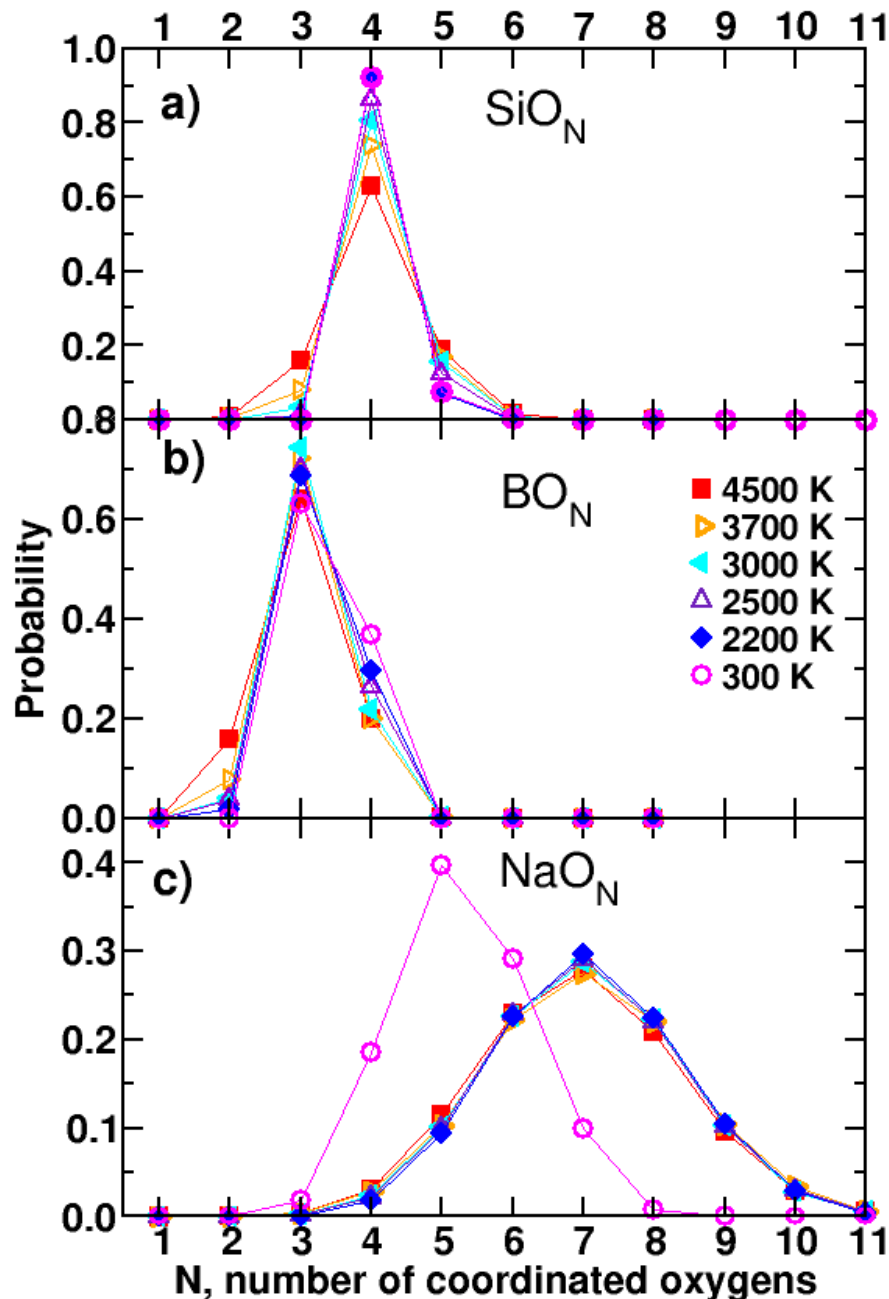 1 2 3 4 5 6 7 8 9 10 11
1.0
a)
SiO_N
0.8
0.6
0.4
0.2
0.8
b)
BO_N
4500 K
3700 K
3000 K
2500 K
2200 K
300 K
0.6
0.4
0.2
0.0
Probability
c)
NaO_N
0.4
0.3
0.2
0.1
0.0
1 2 3 4 5 6 7 8 9 10 11
N, number of coordinated oxygens